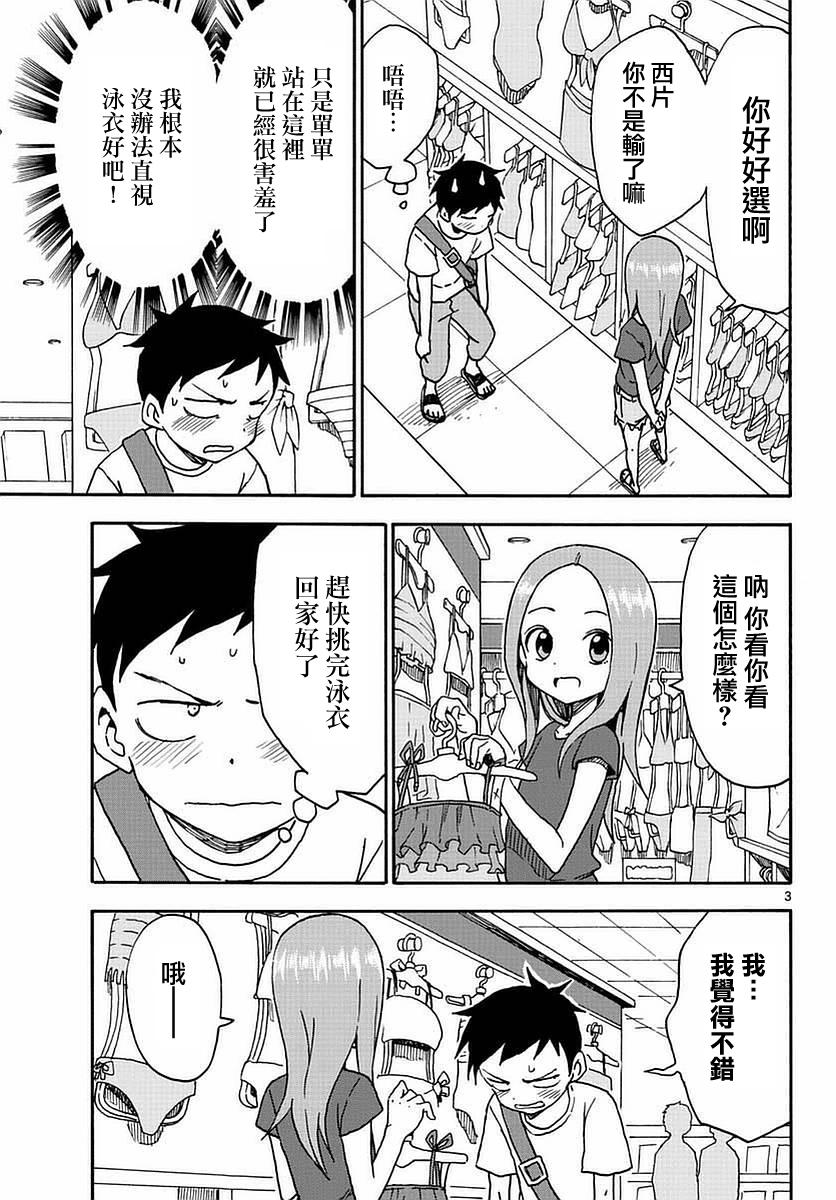 你好好選啊
西片
你不是輸了嘛
唔唔…
只是單單
站在這裡
就已經很害羞了
我根本
沒辦法直視
泳衣好吧！
吶 你看你看
這個怎麼樣？
趕快挑完泳衣
回家好了
3
我…
我覺得不錯
哦——